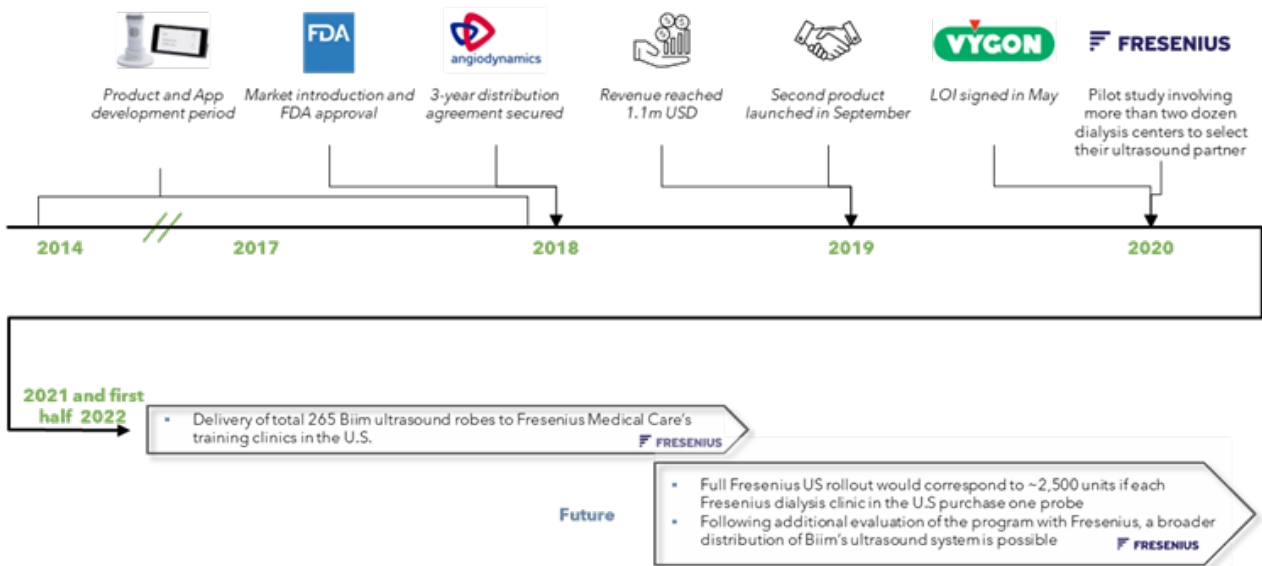 FDA
angiodynamics
VYGON
FRESENIUS
Product and App
development period
Market introduction and
FDA approval
3-year distribution
agreement secured
Revenue reached
1.1m USD
Second product
launched in September
LOI signed in May
Pilot study involving
more than two dozen
dialysis centers to select
their ultrasound partner
2014
2017
2018
2019
2020
2021 and first
half 2022
Delivery of total 265 Biim ultrasound robes to Fresenius Medical Care's
training clinics in the U.S.
FRESENIUS
Future
Full Fresenius US rollout would correspond to ~2,500 units if each
Fresenius dialysis clinic in the U.S purchase one probe
Following additional evaluation of the program with Fresenius, a broader
distribution of Biim's ultrasound system is possible
FRESENIUS